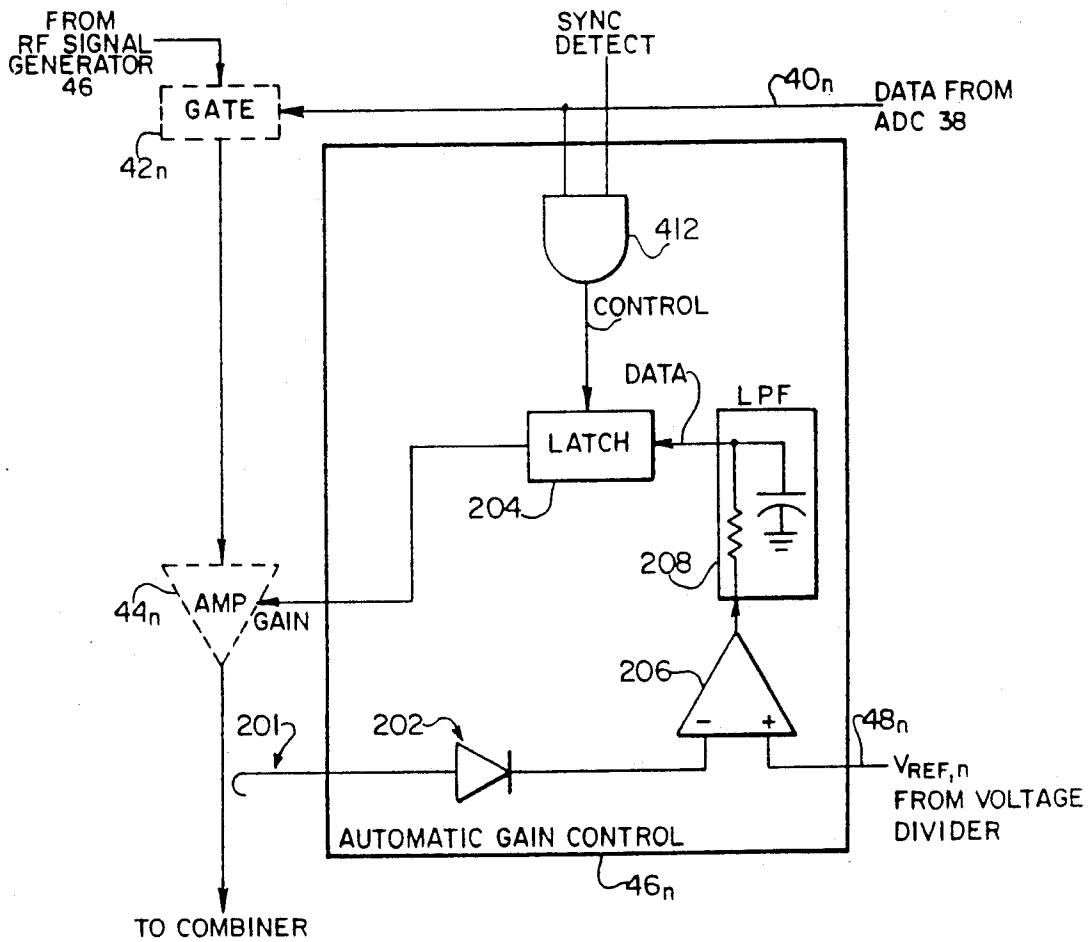 FROM
RF SIGNAL
GENERATOR
46
SYNC
DETECT
GATE
42n
40n
DATA FROM
ADC 38
412
CONTROL
DATA
LPF
LATCH
204
208
AMP
GAIN
44n
206
201
202
- +
48n
VREF,n
FROM VOLTAGE
DIVIDER
AUTOMATIC GAIN CONTROL
46n
TO COMBINER